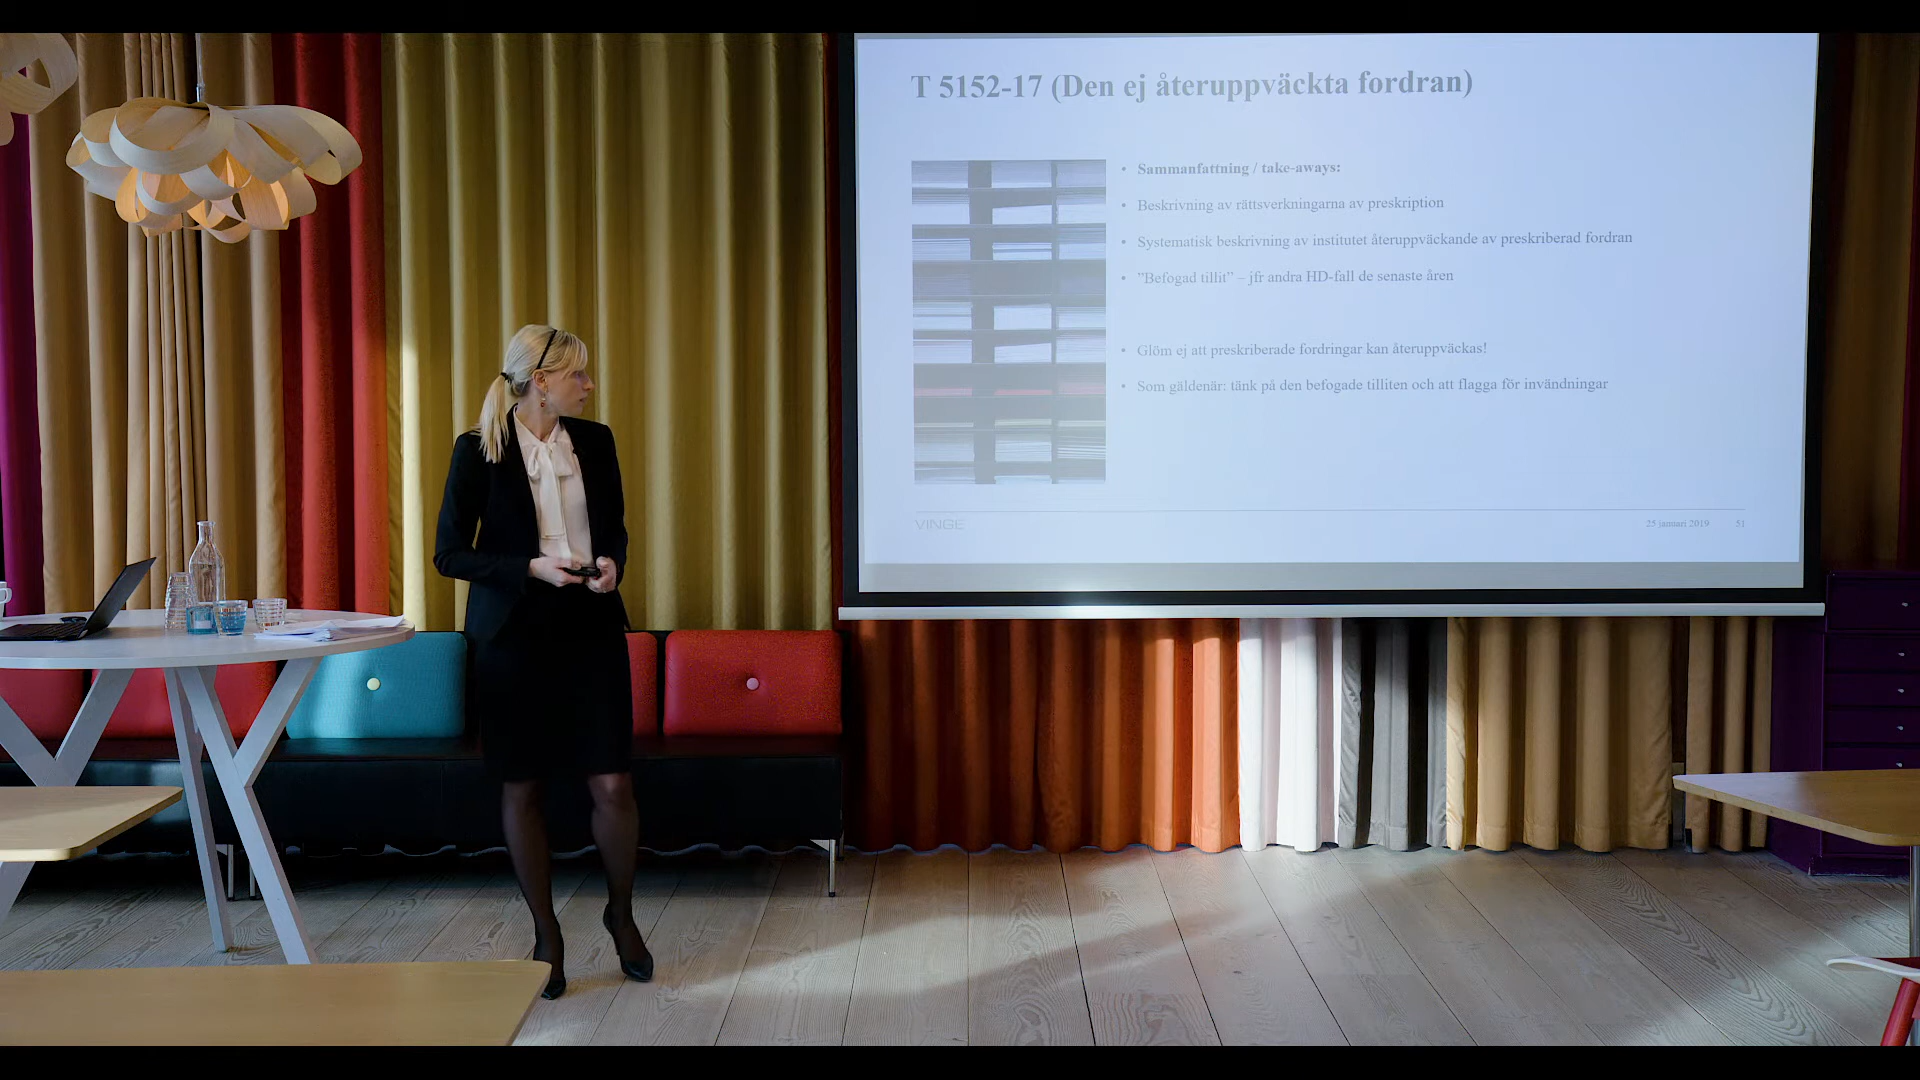 T 5152-17 (Den ej återuppväckta fordran)
• Sammanfattning / take-aways:
• Beskrivning av rättsverkningarna av preskription
• Systematisk beskrivning av institutet återuppväckande av preskriberad fordran
• ”Befogad tillit” – jfr andra HD-fall de senaste åren
• Glöm ej att preskriberade fordringar kan återuppväckas!
• Som gäldenär: tänk på den befogade tilliten och att flagga för invändningar
VINGE
25 januari 2019 51